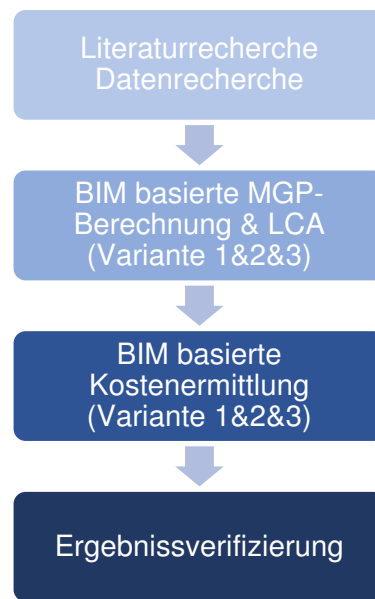 Literaturrecherche
Datenrecherche
BIM basierte MGP-
Berechnung & LCA
(Variante 1&2&3)
BIM basierte
Kostenermittlung
(Variante 1&2&3)
Ergebnissverifizierung